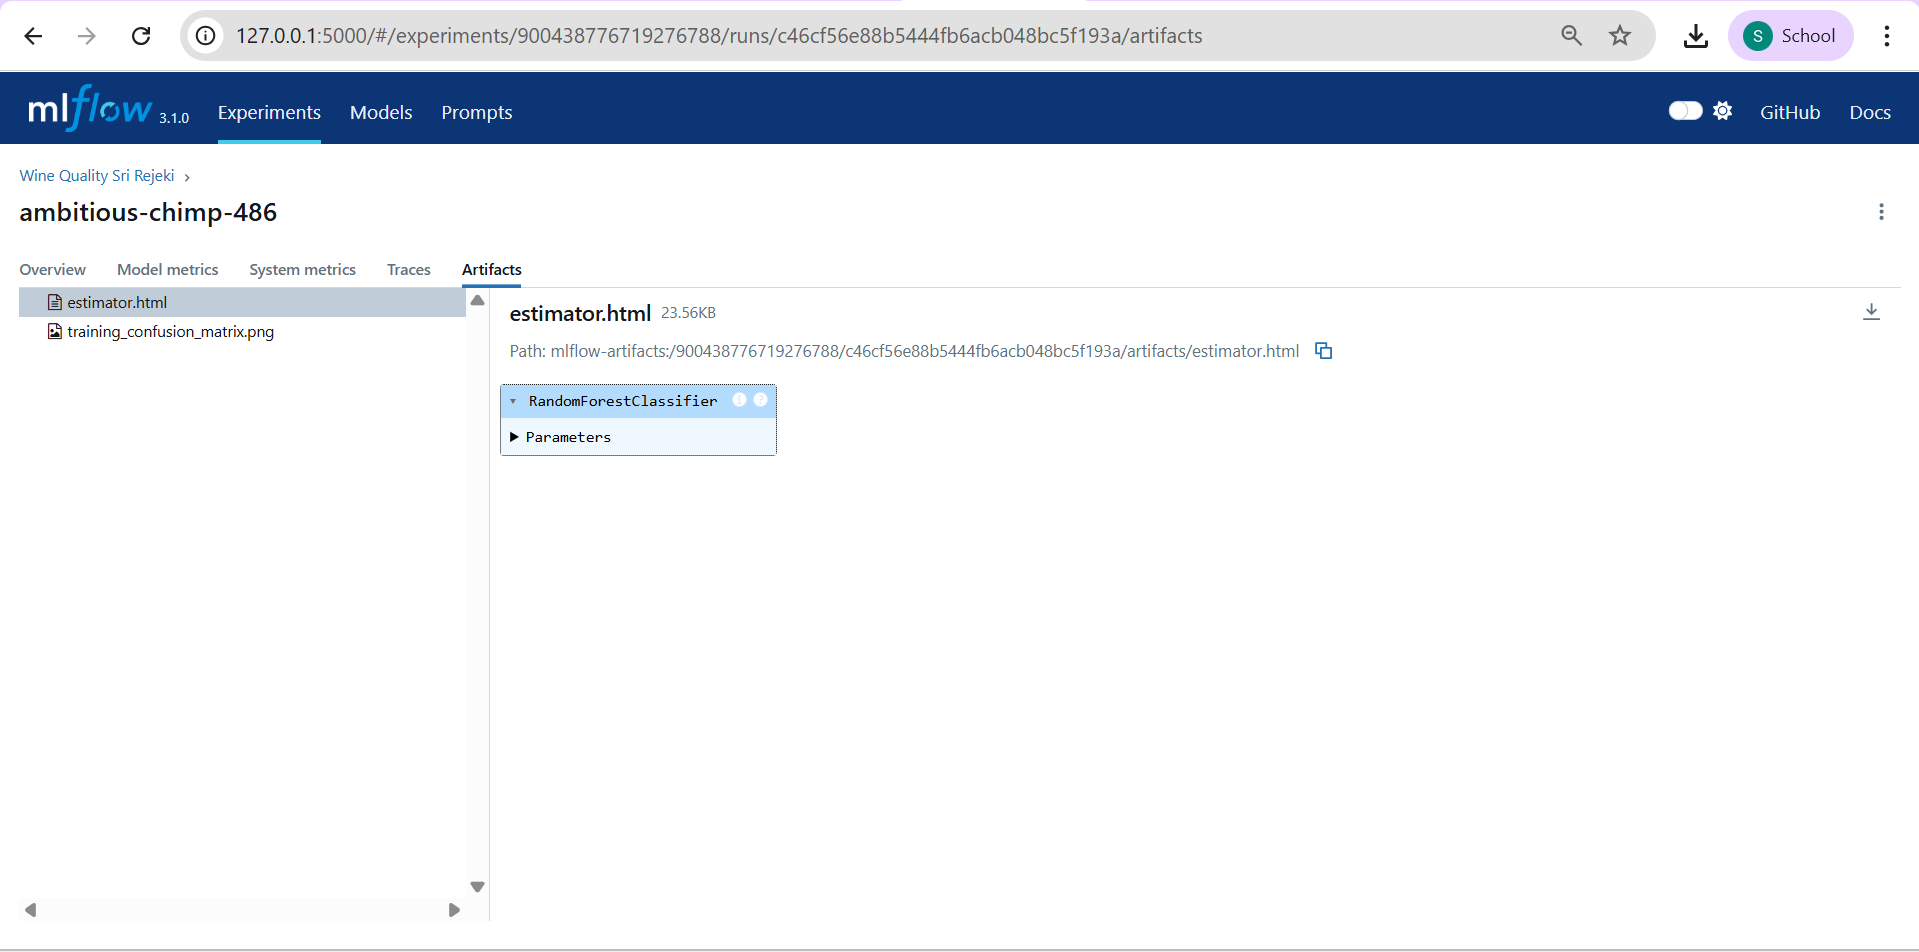 127.0.0.1:5000/#/experiments/900438776719276788/runs/c46cf56e88b5444fb6acb048bc5f193a/artifacts
S School
mlflow 3.1.0 Experiments Models Prompts GitHub Docs
Wine Quality Sri Rejeki
ambitious-chimp-486
Overview Model metrics System metrics Traces Artifacts
estimator.html
training_confusion_matrix.png
estimator.html 23.56KB
Path: mlflow-artifacts:/900438776719276788/c46cf56e88b5444fb6acb048bc5f193a/artifacts/estimator.html
RandomForestClassifier i ?
Parameters